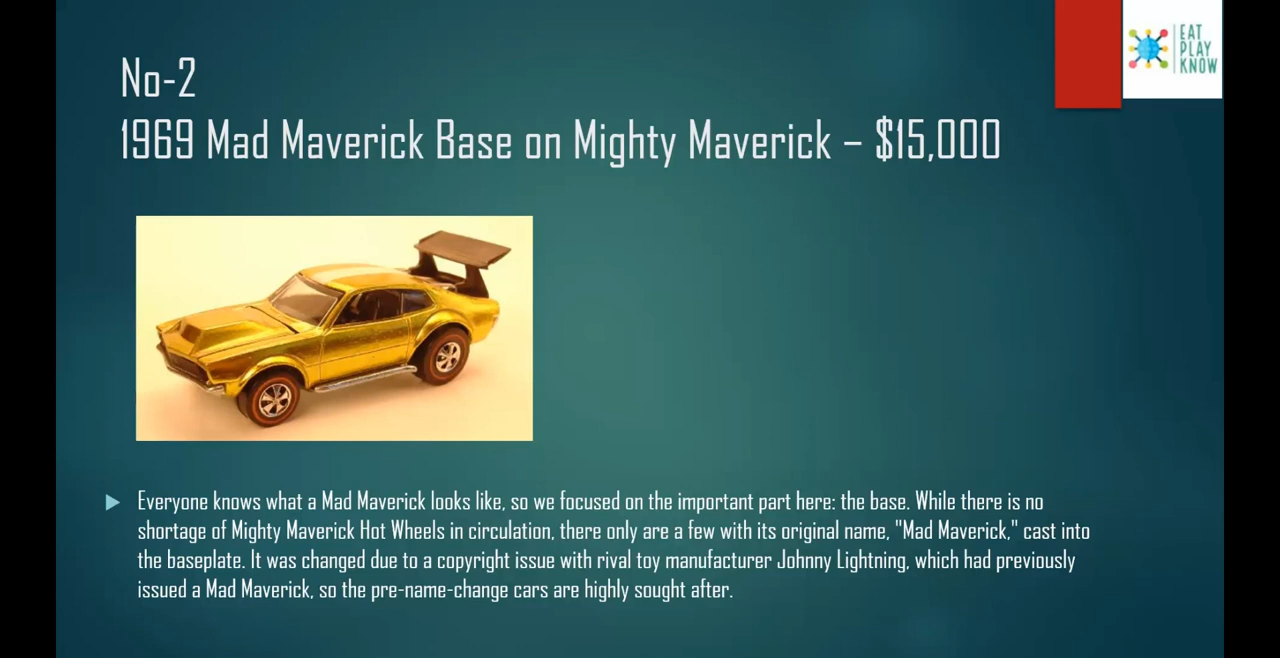 EAT
PLAY
KNOW
No-2
1969 Mad Maverick Base on Mighty Maverick – $15,000
Everyone knows what a Mad Maverick looks like, so we focused on the important part here: the base. While there is no
shortage of Mighty Maverick Hot Wheels in circulation, there only are a few with its original name, "Mad Maverick," cast into
the baseplate. It was changed due to a copyright issue with rival toy manufacturer Johnny Lightning, which had previously
issued a Mad Maverick, so the pre-name-change cars are highly sought after.